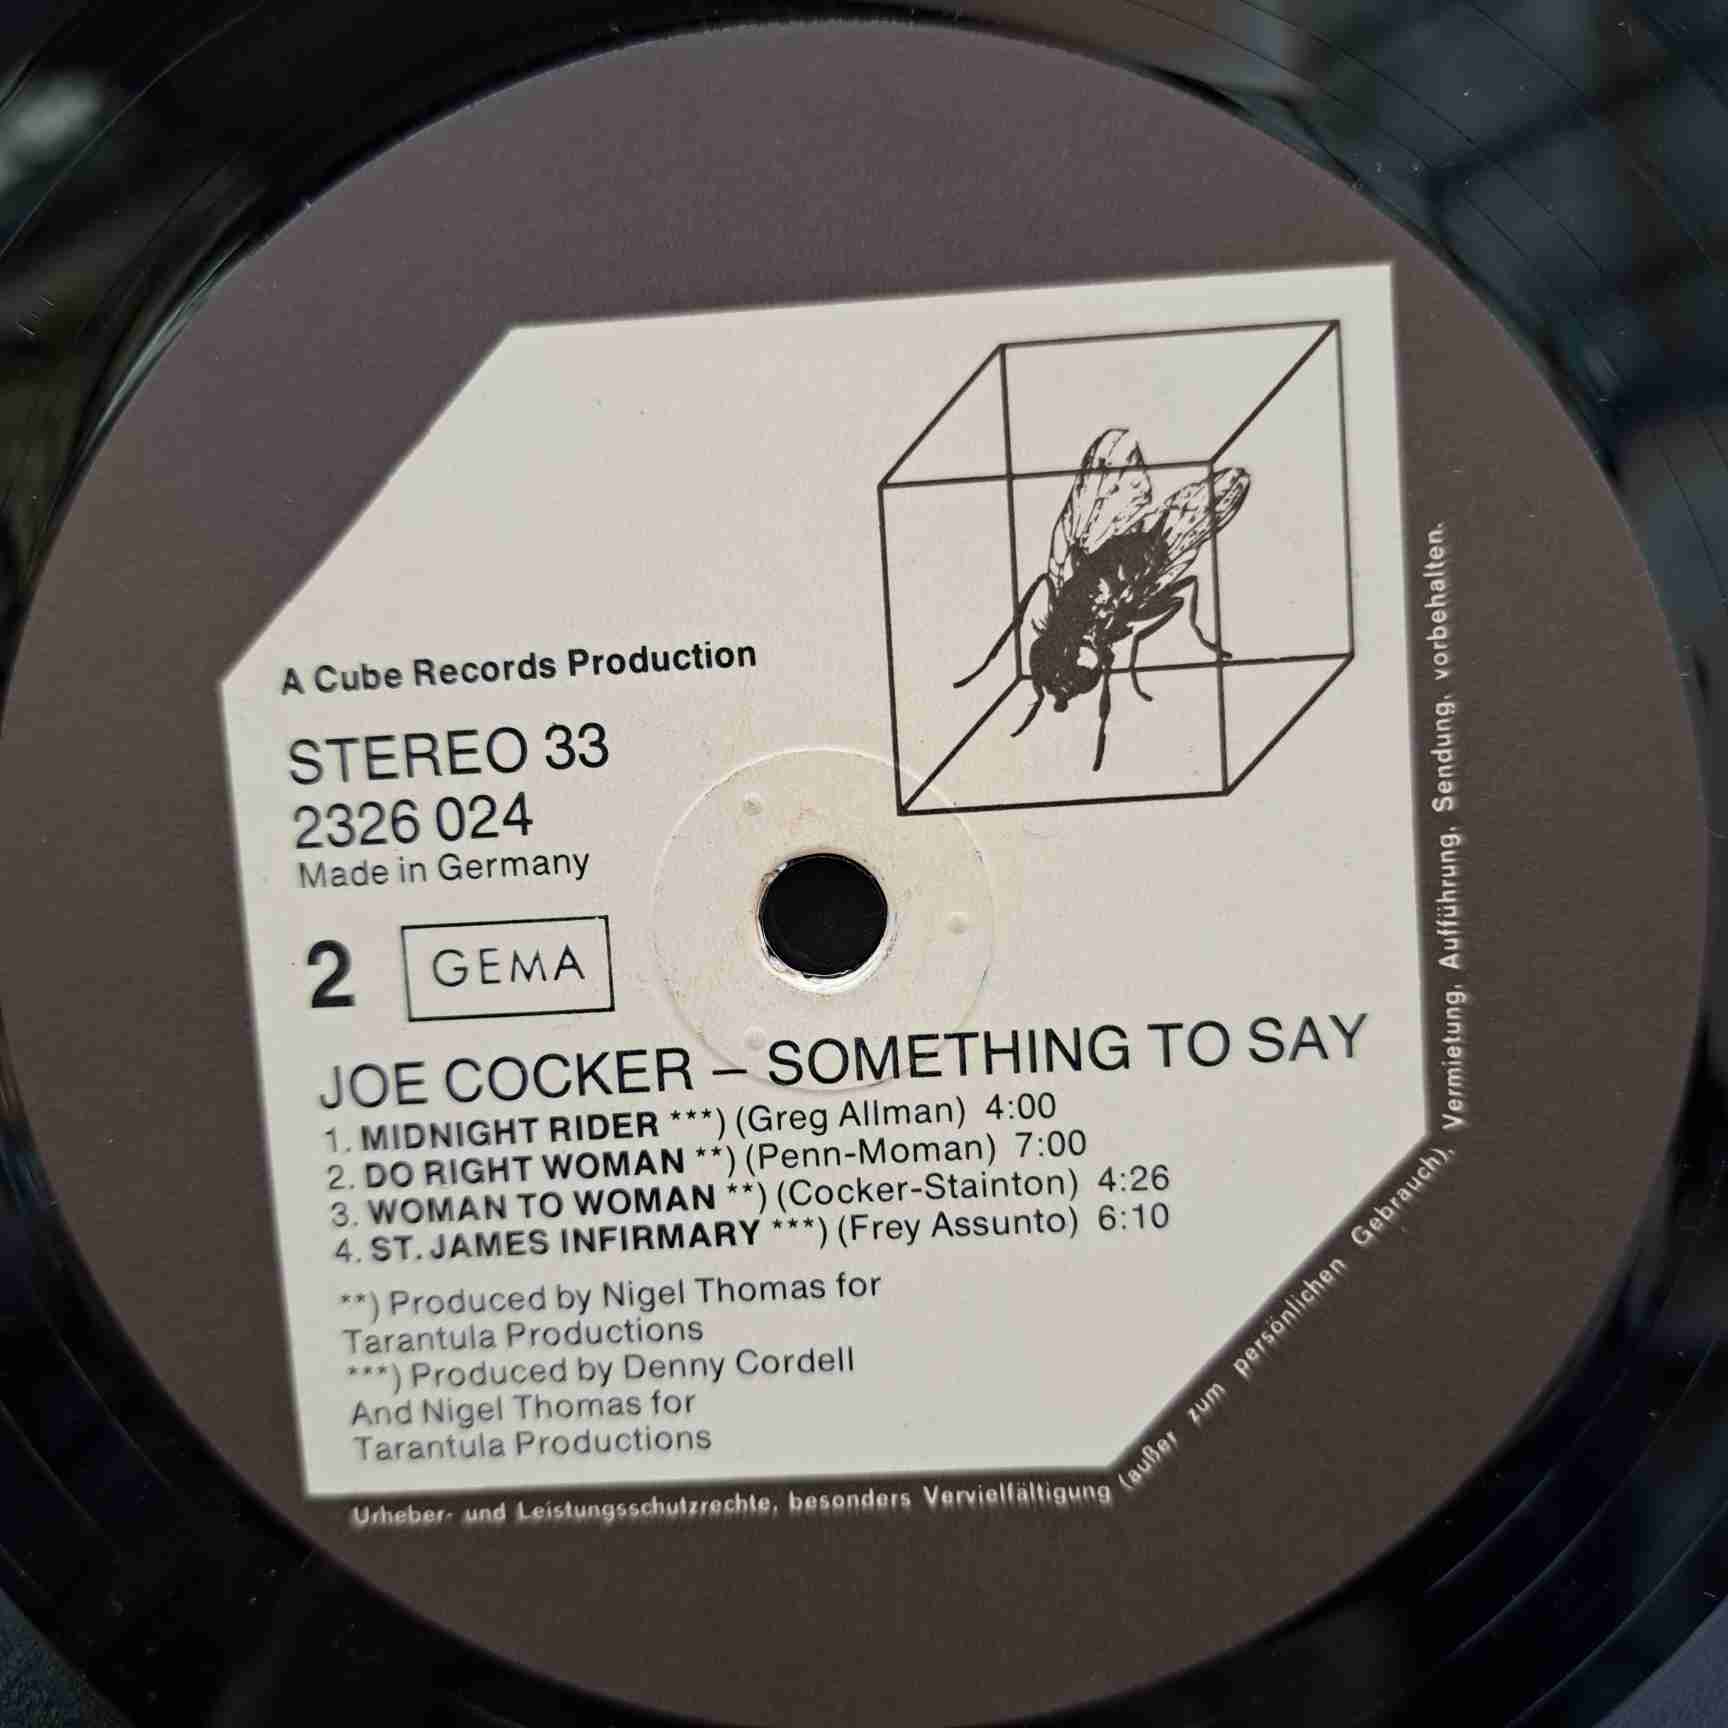 A Cube Records Production
STEREO 33
2326 024
Made in Germany
2 GEMA
JOE COCKER – SOMETHING TO SAY
1. MIDNIGHT RIDER ***) (Greg Allman) 4:00
2. DO RIGHT WOMAN **) (Penn-Moman) 7:00
3. WOMAN TO WOMAN **) (Cocker-Stainton) 4:26
4. ST. JAMES INFIRMARY ***) (Frey Assunto) 6:10
**) Produced by Nigel Thomas for
Tarantula Productions
***) Produced by Denny Cordell
And Nigel Thomas for
Tarantula Productions
Urheber- und Leistungsschutzrechte, besonders Vervielfältigung (außer zum persönlichen Gebrauch), Vermietung, Aufführung, Sendung, vorbehalten.